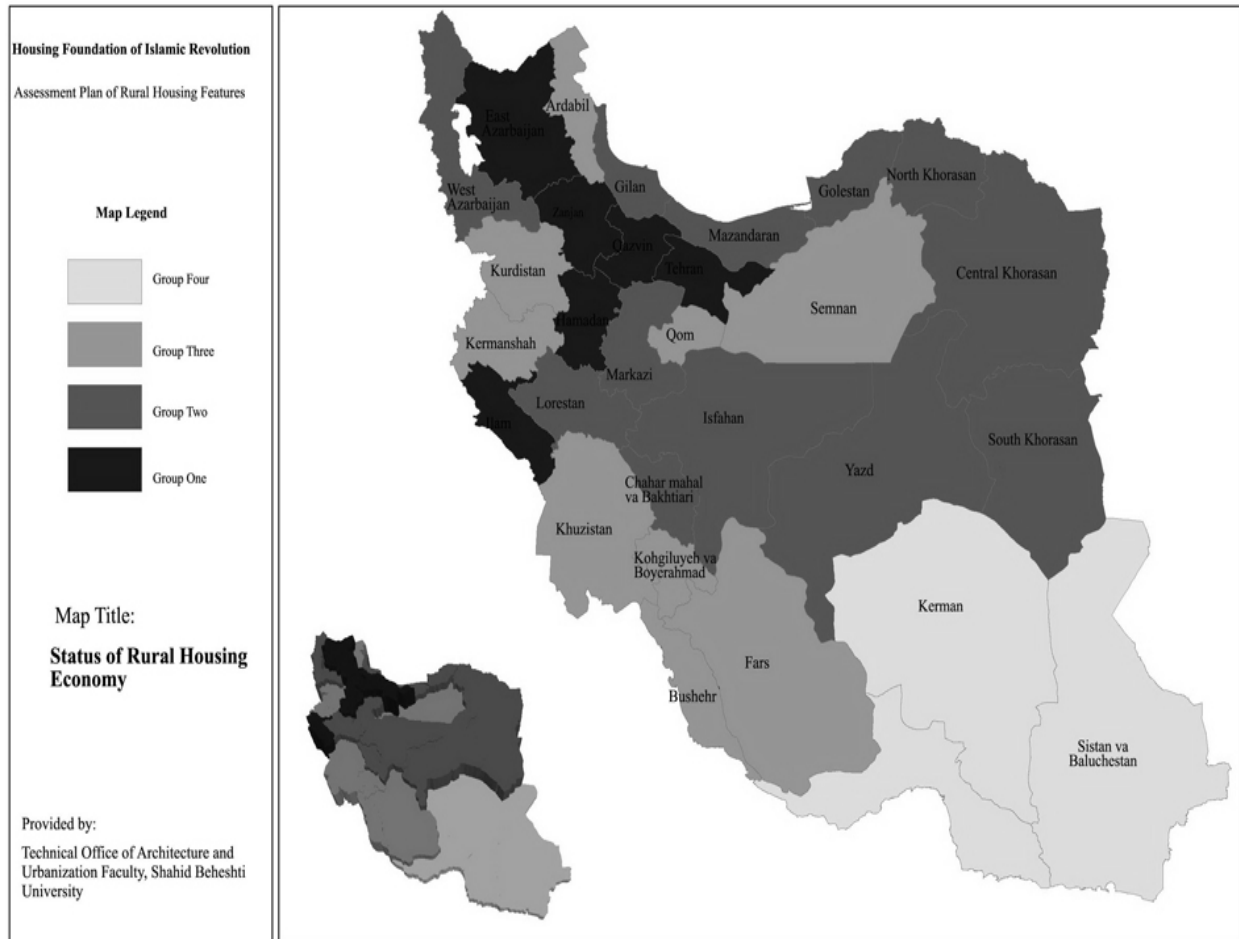 Housing Foundation of Islamic Revolution
Assessment Plan of Rural Housing Features
Map Legend
Group Four
Group Three
Group Two
Group One
Map Title:
Status of Rural Housing
Economy
Provided by:
Technical Office of Architecture and
Urbanization Faculty, Shahid Beheshti
University
Ardabil
East
Azarbaijan
West
Azarbaijan
Gilan
Golestan
North Khorasan
Zanjan
Qazvin
Mazandaran
Tehran
Central Khorasan
Kurdistan
Semnan
Hamadan
Qom
Kermanshah
Markazi
Lorestan
Ilam
Isfahan
South Khorasan
Yazd
Chahar mahal
va Bakhtiari
Khuzistan
Kohgiluyeh va
Boyerahmad
Kerman
Fars
Bushehr
Sistan va
Baluchestan